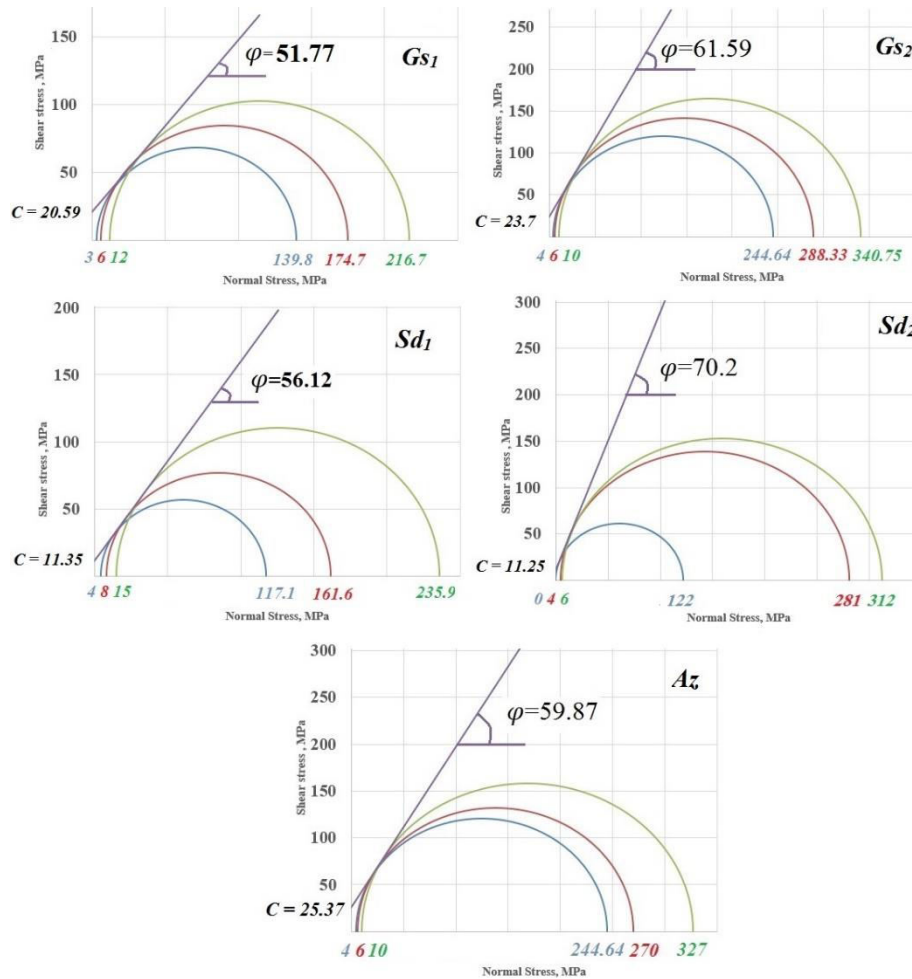 150
100
50
Shear stress , MPa
φ=51.77
Gs1
C = 20.59
3 6 12 139.8 174.7 216.7
Normal Stress, MPa
250
200
150
100
50
Shear stress, MPa
φ=61.59
Gs2
C = 23.7
4 6 10 244.64 288.33 340.75
Normal Stress, MPa
200
150
100
50
Shear stress , MPa
φ=56.12
Sd1
C = 11.35
4 8 15 117.1 161.6 235.9
Normal Stress, MPa
300
250
200
150
100
50
Shear stress , MPa
φ=70.2
Sd2
C = 11.25
0 4 6 122 281 312
Normal Stress, MPa
300
250
200
150
100
50
Shear stress , MPa
φ=59.87
Az
C = 25.37
4 6 10 244.64 270 327
Normal Stress, MPa